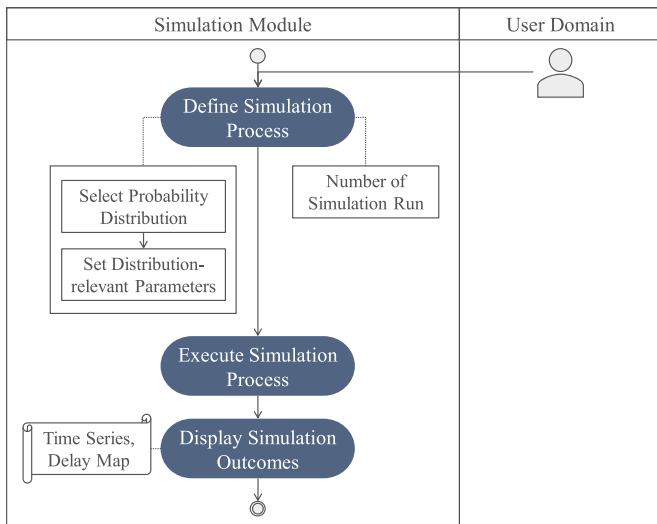 Simulation Module
User Domain
Define Simulation
Process
Select Probability
Distribution
Set Distribution-
relevant Parameters
Number of
Simulation Run
Execute Simulation
Process
Time Series,
Delay Map
Display Simulation
Outcomes